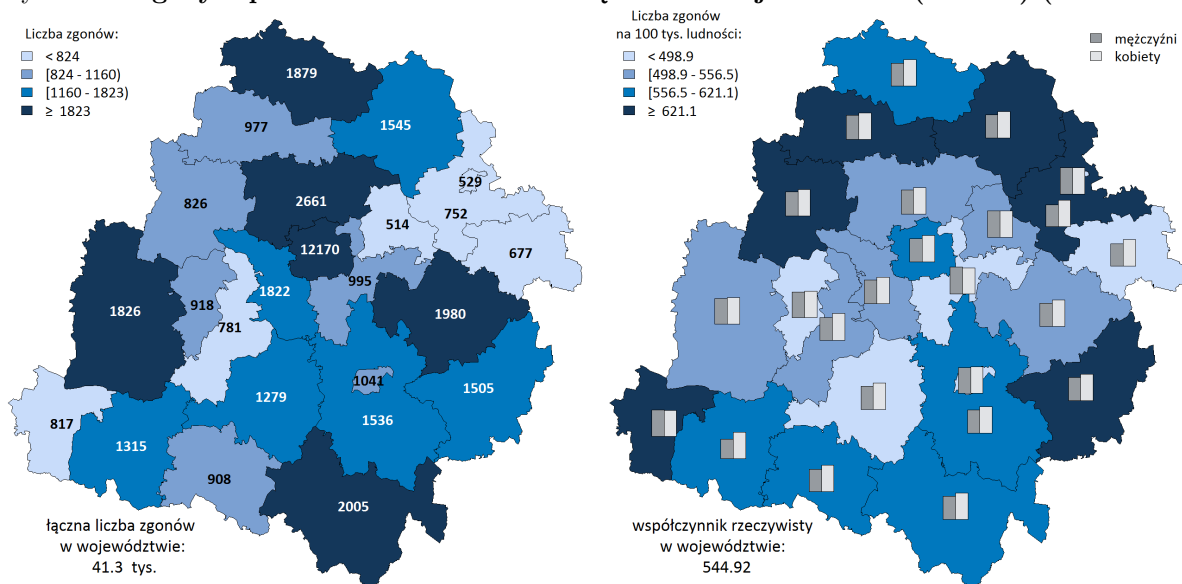 Liczba zgonów:
< 824
[824 - 1160)
[1160 - 1823)
≥ 1823
1879
977
1545
529
826
2661
752
514
12170
677
995
918
1822
1826
1980
781
1041
1505
1279
817
1536
1315
908
2005
łączna liczba zgonów
w województwie:
41.3 tys.
Liczba zgonów
na 100 tys. ludności:
< 498.9
[498.9 - 556.5)
[556.5 - 621.1)
≥ 621.1
mężczyźni
kobiety
współczynnik rzeczywisty
w województwie:
544.92